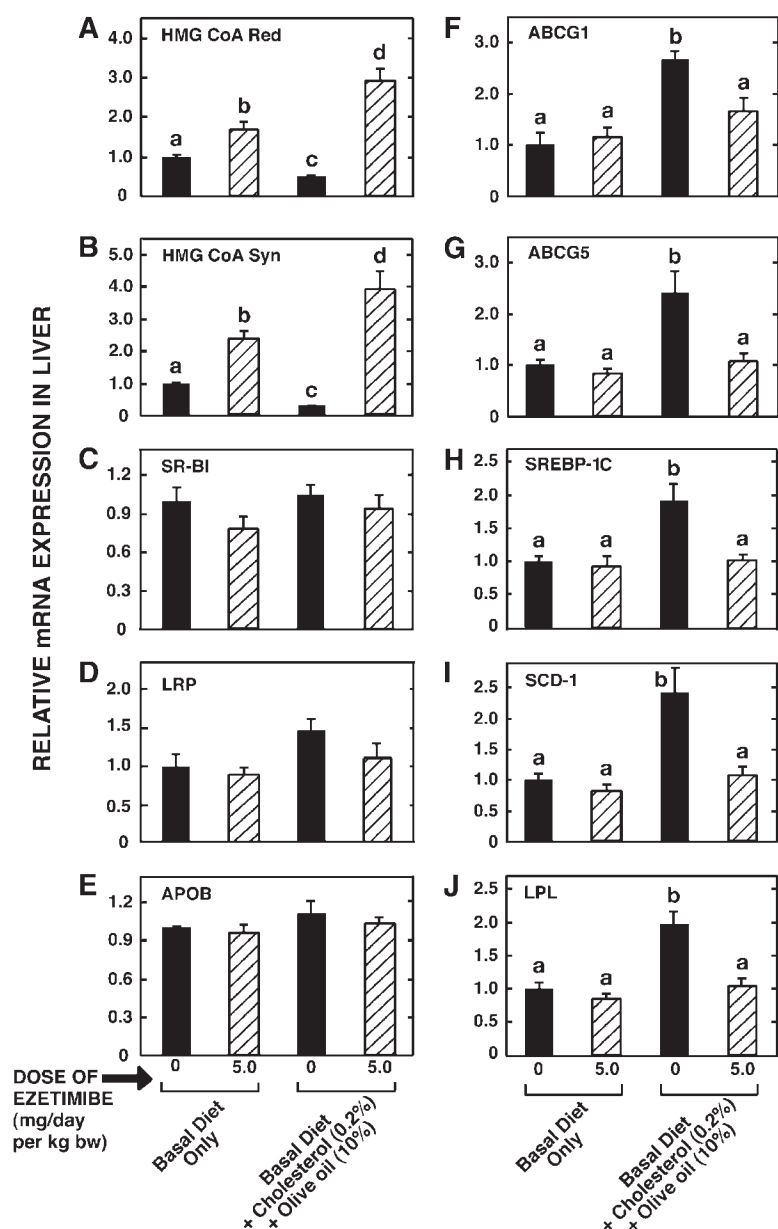 RELATIVE mRNA EXPRESSION IN LIVER
A
HMG CoA Red
4.0
3.0
2.0
1.0
0
a
b
c
d
B
HMG CoA Syn
5.0
4.0
3.0
2.0
1.0
0
a
b
c
d
C
SR-BI
1.2
0.9
0.6
0.3
0
D
LRP
2.0
1.5
1.0
0.5
0
E
APOB
1.2
0.9
0.6
0.3
0
0 5.0 0 5.0
DOSE OF
EZETIMIBE
(mg/day
per kg bw)
Basal Diet
Only
Basal Diet
+ Cholesterol (0.2%)
+ Olive oil (10%)
F
ABCG1
3.0
2.0
1.0
0
a
a
b
a
G
ABCG5
3.0
2.0
1.0
0
a
a
b
a
H
SREBP-1C
2.5
2.0
1.5
1.0
0.5
0
a
a
b
a
I
SCD-1
2.5
2.0
1.5
1.0
0.5
0
a
a
b
a
J
LPL
2.5
2.0
1.5
1.0
0.5
0
a
a
b
a
0 5.0 0 5.0
Basal Diet
Only
Basal Diet
+ Cholesterol (0.2%)
+ Olive oil (10%)